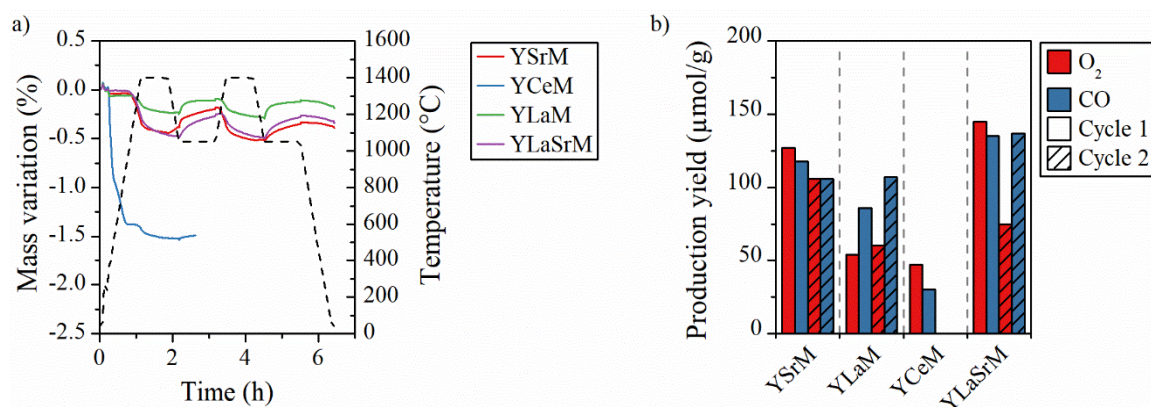 a)
0.5
0.0
-0.5
-1.0
-1.5
-2.0
-2.5
Mass variation (%)
0 2 4 6
Time (h)
1600
1400
1200
1000
800
600
400
200
0
Temperature (°C)
YSrM
YCeM
YLaM
YLaSrM
b)
200
150
100
50
0
Production yield (μmol/g)
YSrM
YLaM
YCeM
YLaSrM
O₂
CO
Cycle 1
Cycle 2